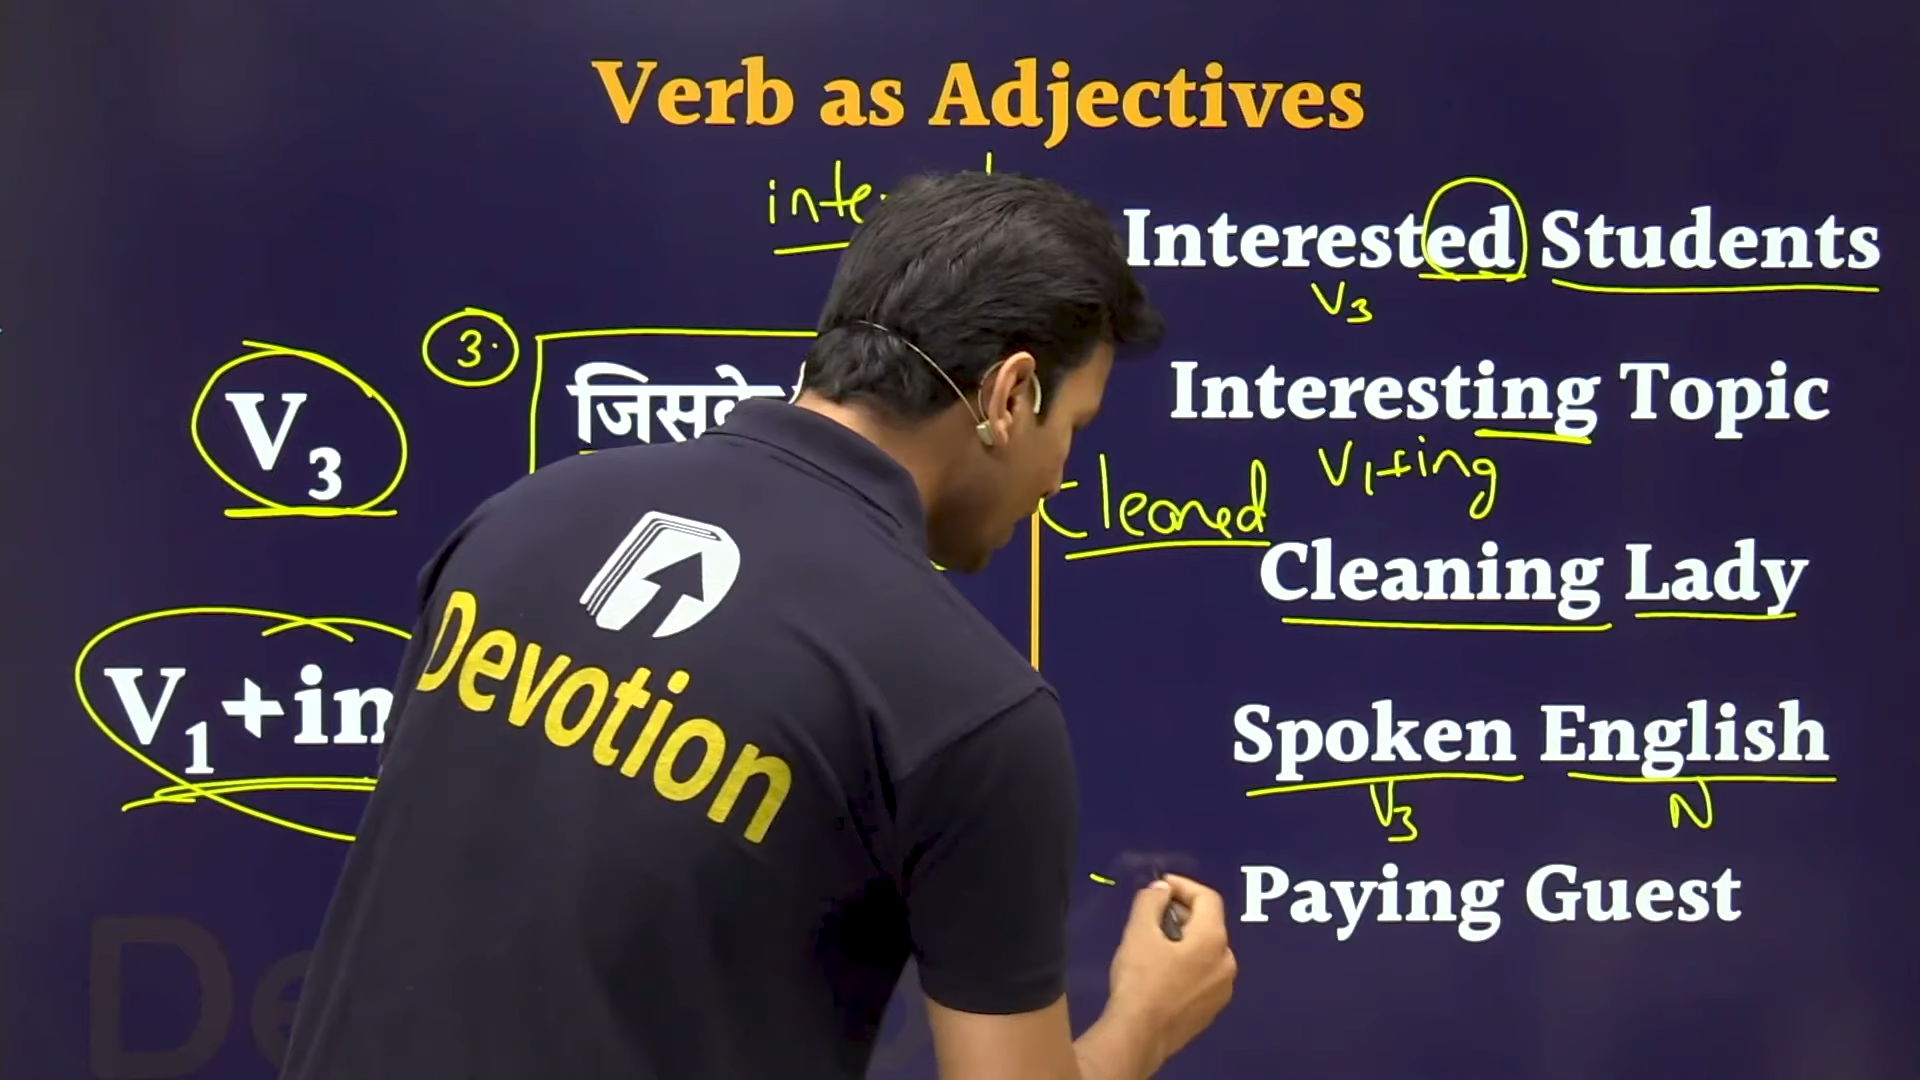 Verb as Adjectives
Interested Students
V3
3.
जिसके
V3
Interesting Topic
V1+ing
Cleaned
Cleaning Lady
V1+in
Spoken English
V3
N
Paying Guest
Devotion